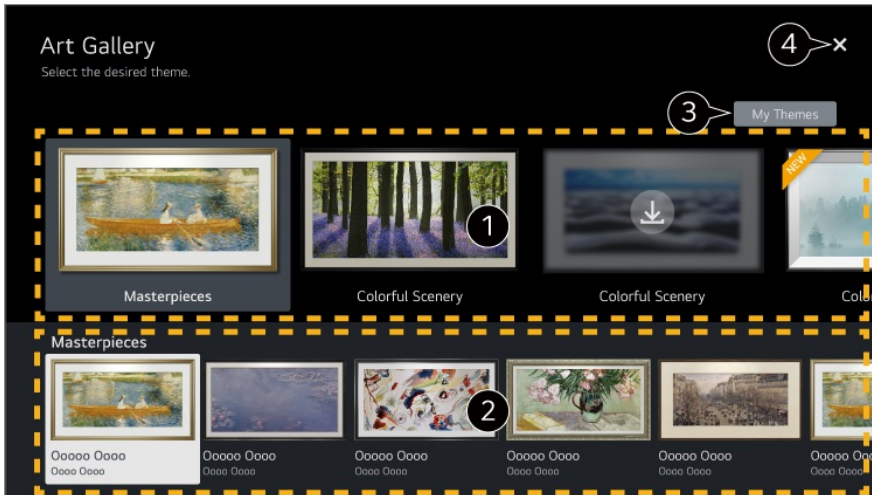 Art Gallery
Select the desired theme.
4
3
My Themes
NEW
1
Masterpieces
Colorful Scenery
Colorful Scenery
Masterpieces
2
Ooooo Oooo
Oooo Oooo
Ooooo Oooo
Oooo Oooo
Ooooo Oooo
Oooo Oooo
Ooooo Oooo
Oooo Oooo
Ooooo Oooo
Oooo Oooo
Ooooo
Oooo